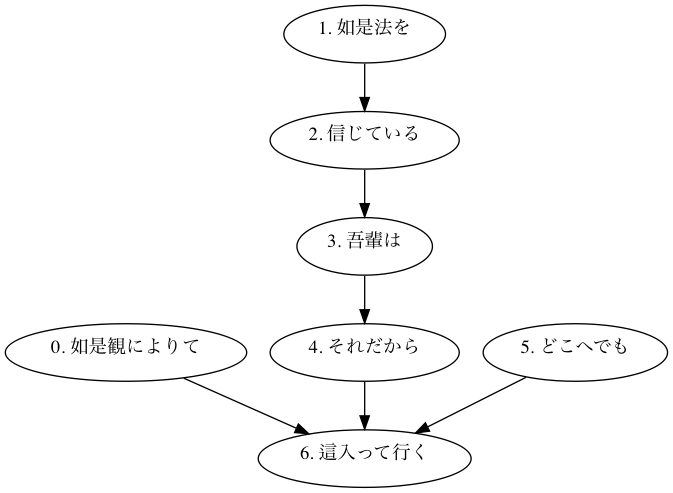 1. 如是法を
2. 信じている
3. 吾輩は
0. 如是観によりて
4. それだから
5. どこへでも
6. 這入って行く